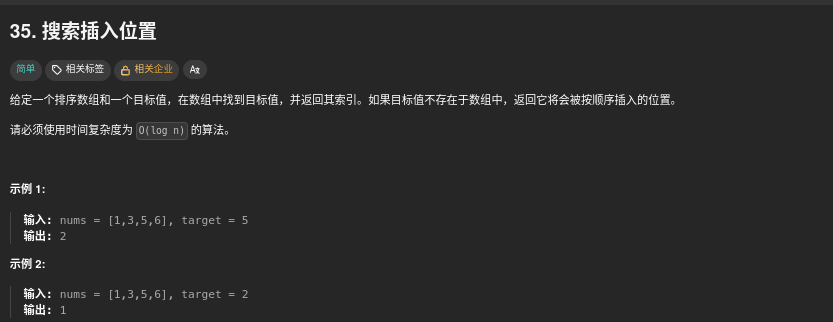 35. 搜索插入位置
简单 相关标签 相关企业 Aあ
给定一个排序数组和一个目标值，在数组中找到目标值，并返回其索引。如果目标值不存在于数组中，返回它将会被按顺序插入的位置。
请必须使用时间复杂度为 O(log n) 的算法。
示例 1:
输入: nums = [1,3,5,6], target = 5
输出: 2
示例 2:
输入: nums = [1,3,5,6], target = 2
输出: 1